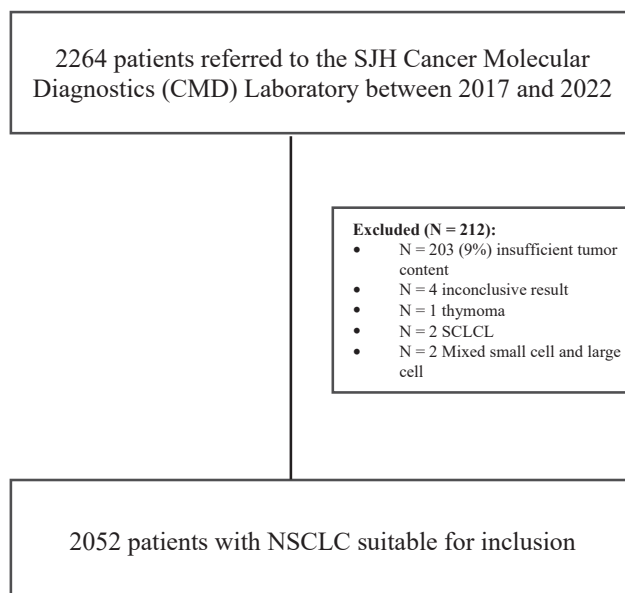 2264 patients referred to the SJH Cancer Molecular
Diagnostics (CMD) Laboratory between 2017 and 2022
Excluded (N = 212):
• N = 203 (9%) insufficient tumor
content
• N = 4 inconclusive result
• N = 1 thymoma
• N = 2 SCLCL
• N = 2 Mixed small cell and large
cell
2052 patients with NSCLC suitable for inclusion